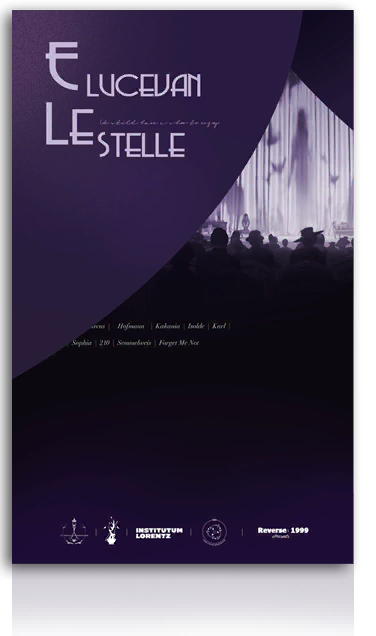 E LUCEVAN
LE STELLE
Hofmann | Kakania | Isolde | Karl |
Sophia | 210 | Semmelweis | Forget Me Not
INSTITUTUM
LORENTZ
Reverse: 1999